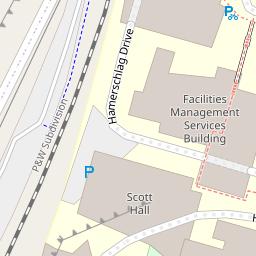 P
Hamerschlag Drive
Facilities
Management
Services
Building
P&W Subdivision
P
Scott
Hall